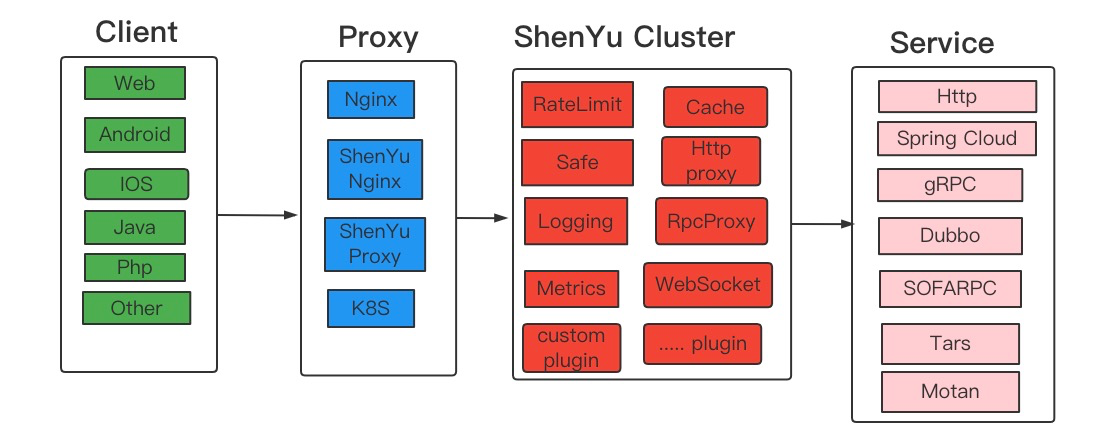 Client
Web
Android
IOS
Java
Php
Other
Proxy
Nginx
ShenYu
Nginx
ShenYu
Proxy
K8S
ShenYu Cluster
RateLimit
Cache
Safe
Http
proxy
Logging
RpcProxy
Metrics
WebSocket
custom
plugin
..... plugin
Service
Http
Spring Cloud
gRPC
Dubbo
SOFARPC
Tars
Motan